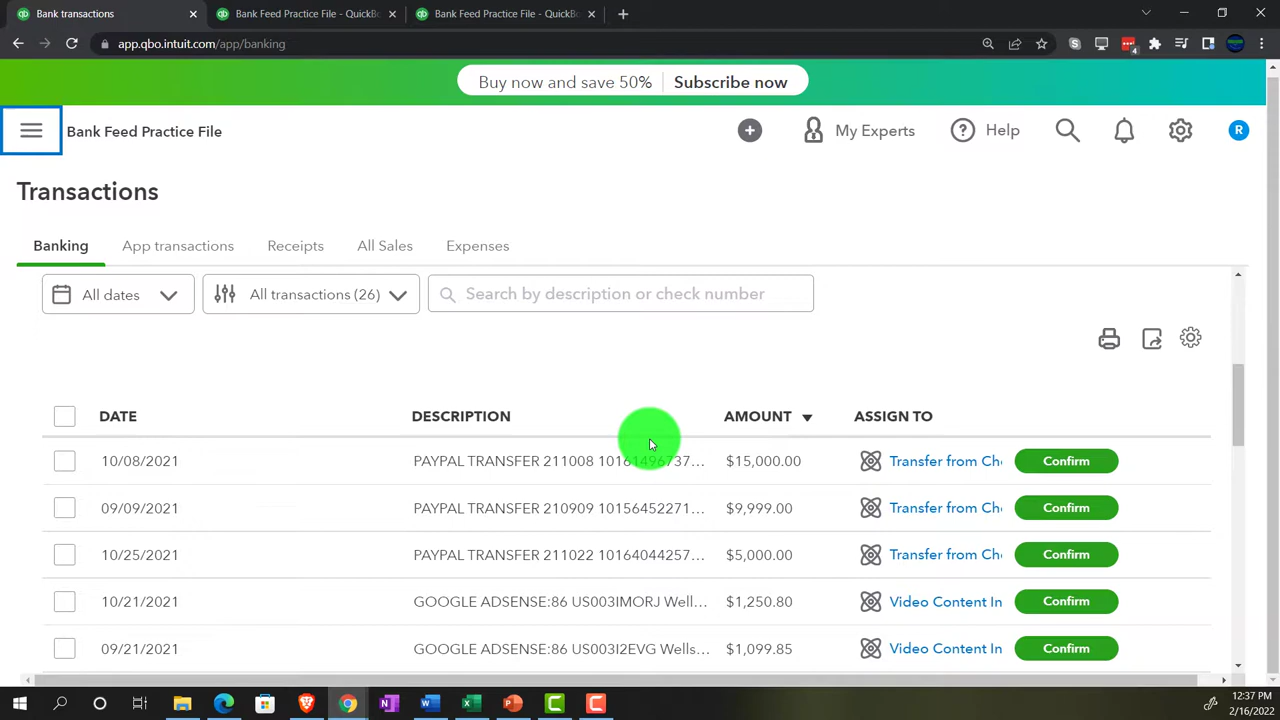 Bank transactions
Bank Feed Practice File - QuickBo
Bank Feed Practice File - QuickBo
app.qbo.intuit.com/app/banking
4
Buy now and save 50% Subscribe now
Bank Feed Practice File
My Experts
Help
R
Transactions
Banking
App transactions
Receipts
All Sales
Expenses
All dates
All transactions (26)
Search by description or check number
DATE DESCRIPTION AMOUNT ASSIGN TO
10/08/2021 PAYPAL TRANSFER 211008 10161496737... $15,000.00 Transfer from Che Confirm
09/09/2021 PAYPAL TRANSFER 210909 10156452271... $9,999.00 Transfer from Che Confirm
10/25/2021 PAYPAL TRANSFER 211022 10164044257... $5,000.00 Transfer from Che Confirm
10/21/2021 GOOGLE ADSENSE:86 US003IMORJ Well... $1,250.80 Video Content In Confirm
09/21/2021 GOOGLE ADSENSE:86 US003I2EVG Wells... $1,099.85 Video Content In Confirm
12:37 PM
2/16/2022